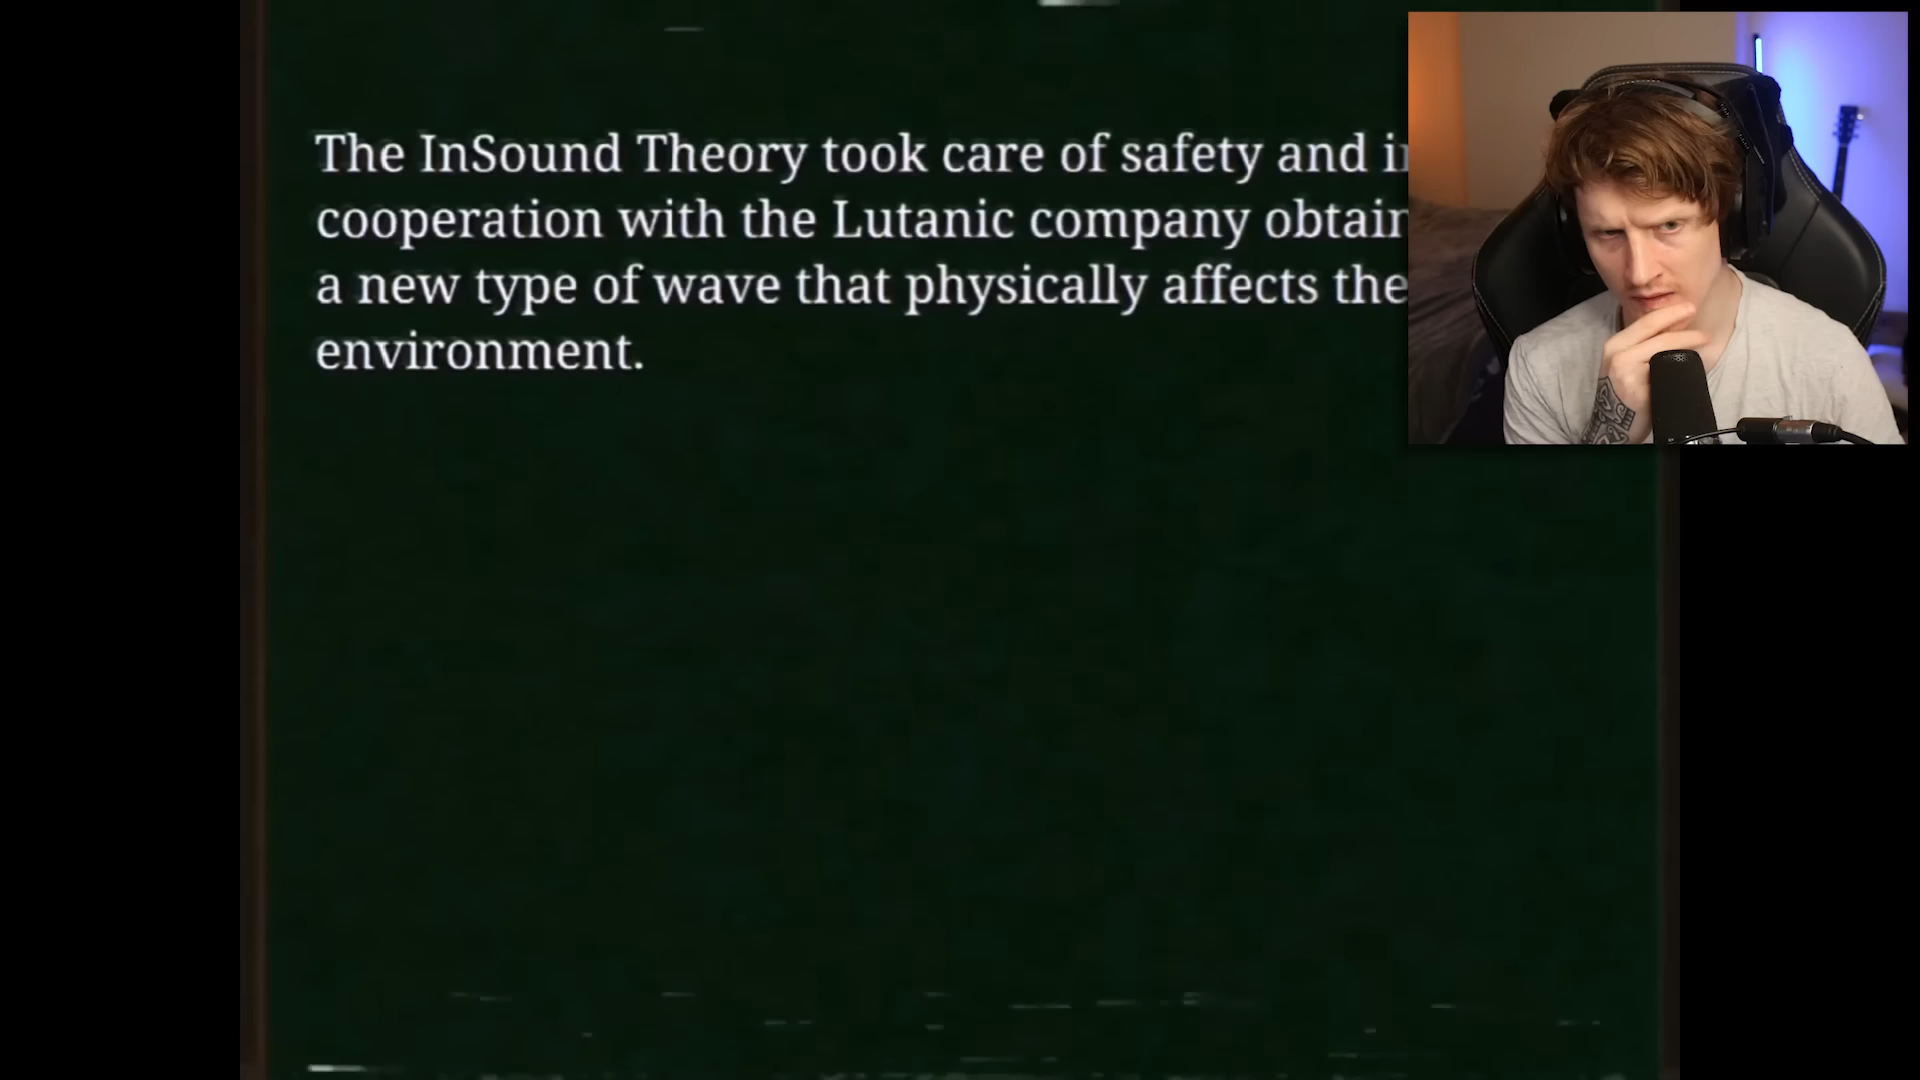 The InSound Theory took care of safety and
cooperation with the Lutanic company
a new type of wave that physically affects the
environment.